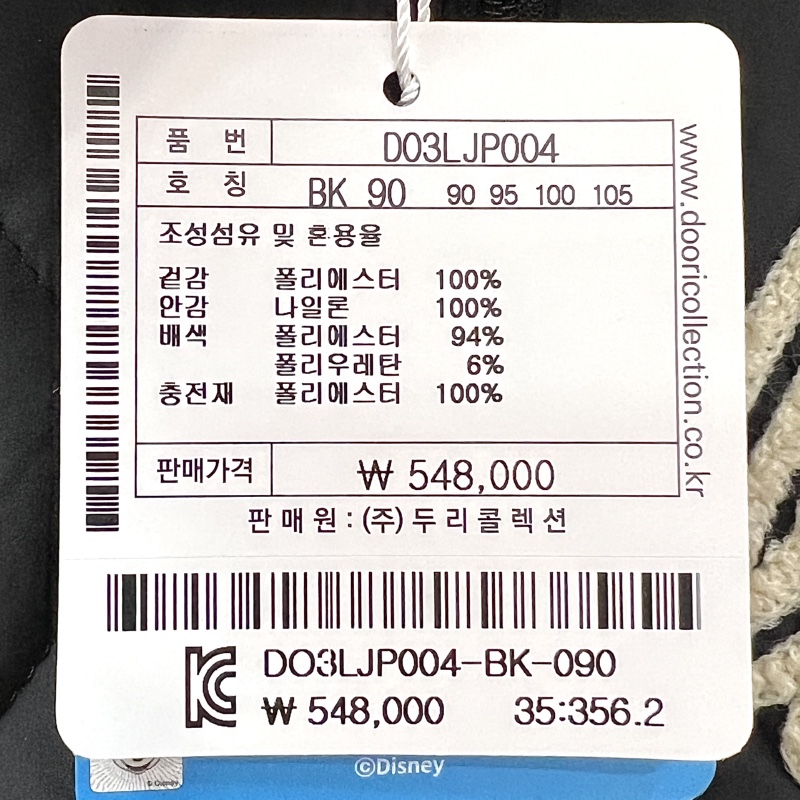 품 번 D03LJP004
호 칭 BK 90 90 95 100 105
조성섬유 및 혼용율
겉감 폴리에스터 100%
안감 나일론 100%
배색 폴리에스터 94%
폴리우레탄 6%
충전재 폴리에스터 100%
판매가격 ₩ 548,000
판매원 : (주)두리콜렉션
www.dooricollection.co.kr
DO3LJP004-BK-090
₩ 548,000 35:356.2
©Disney
© Disney